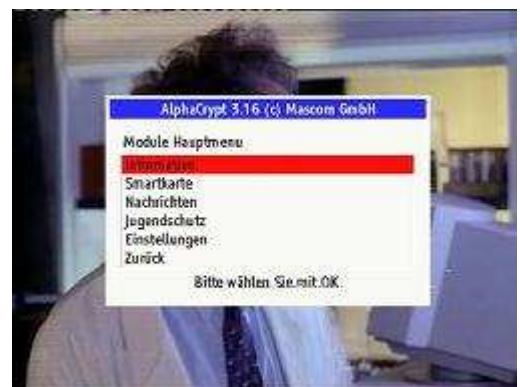 AlphaCrypt 3.16 (c) Mascom GmbH
Module Hauptmenu
Information
Smartkarte
Nachrichten
Jugendschutz
Einstellungen
Zurück
Bitte wählen Sie mit OK